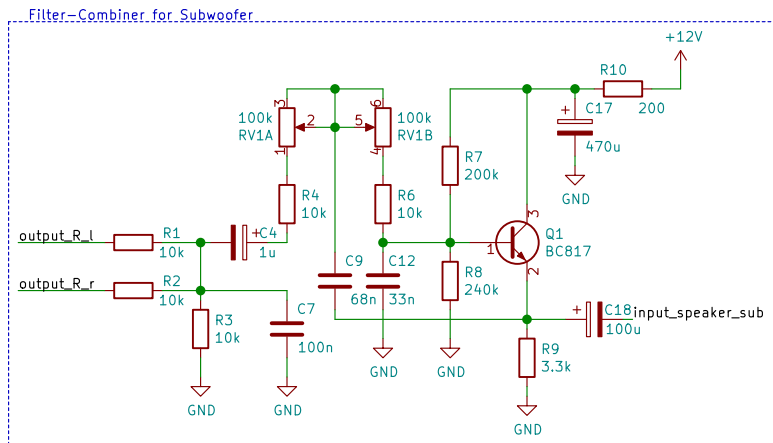 Filter-Combiner for Subwoofer
+12V
R10
200
C17
+
470u
GND
3
100k
RV1A
2
1
6
100k
RV1B
5
4
R7
200k
R4
10k
R6
10k
output_R_l
R1
10k
+
C4
1u
output_R_r
R2
10k
C9
68n
C12
33n
R8
240k
1
3
2
Q1
BC817
R3
10k
C7
100n
+
C18
100u
input_speaker_sub
R9
3.3k
GND
GND
GND
GND
GND